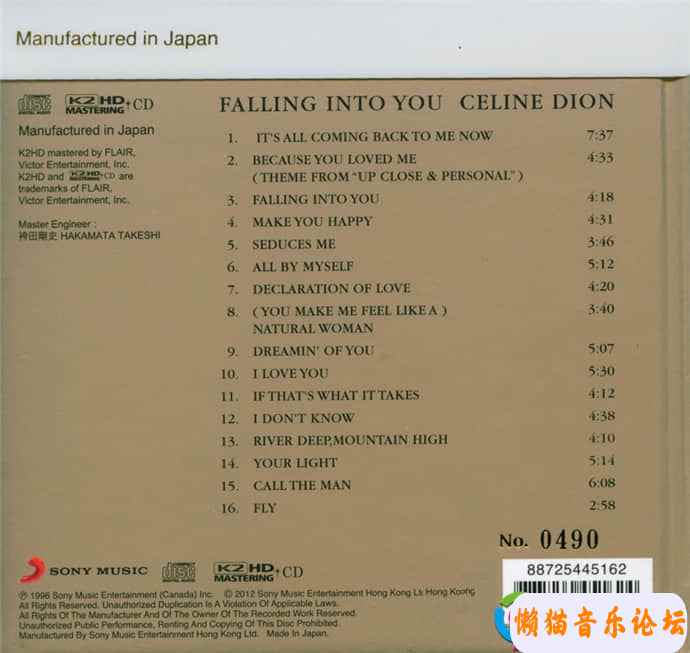 Manufactured in Japan
disc
K2 HD MASTERING +CD
Manufactured in Japan
K2HD mastered by FLAIR,
Victor Entertainment, Inc.
K2HD and K2 HD MASTERING +CD are
trademarks of FLAIR,
Victor Entertainment, Inc.
Master Engineer :
袴田剛史 HAKAMATA TAKESHI
FALLING INTO YOU CELINE DION
1. IT'S ALL COMING BACK TO ME NOW 7:37
2. BECAUSE YOU LOVED ME 4:33
(THEME FROM "UP CLOSE & PERSONAL")
3. FALLING INTO YOU 4:18
4. MAKE YOU HAPPY 4:31
5. SEDUCES ME 3:46
6. ALL BY MYSELF 5:12
7. DECLARATION OF LOVE 4:20
8. (YOU MAKE ME FEEL LIKE A) 3:40
NATURAL WOMAN
9. DREAMIN' OF YOU 5:07
10. I LOVE YOU 5:30
11. IF THAT'S WHAT IT TAKES 4:12
12. I DON'T KNOW 4:38
13. RIVER DEEP,MOUNTAIN HIGH 4:10
14. YOUR LIGHT 5:14
15. CALL THE MAN 6:08
16. FLY 2:58
No. 0490
SONY MUSIC
disc
K2 HD MASTERING +CD
88725445162
℗ 1996 Sony Music Entertainment (Canada) Inc. © 2012 Sony Music Entertainment Hong Kong Ltd Hong Kong
All Rights Reserved. Unauthorized Duplication Is A Violation Of Applicable Laws.
All Rights Of The Manufacturer And Of The Owner Of The Recorded Work Reserved.
Unauthorized Public Performance, Renting And Copying Of This Disc Prohibited.
Manufactured By Sony Music Entertainment Hong Kong Ltd. Made In Japan.
懒猫音乐论坛